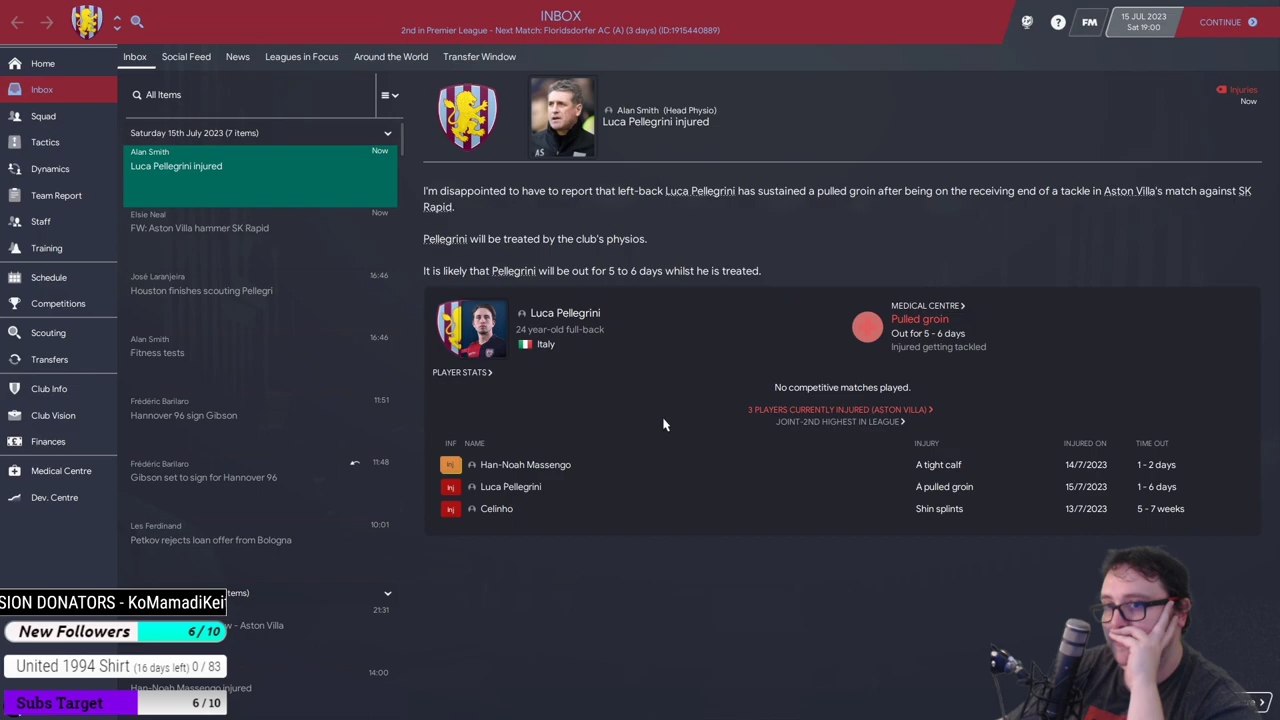 INBOX
2nd in Premier League - Next Match: Floridsdorfer AC (A) (3 days) (ID:1915440889)
FM
15 JUL 2023
Sat 19:00
CONTINUE
Home
Inbox
Squad
Tactics
Dynamics
Team Report
Staff
Training
Schedule
Competitions
Scouting
Transfers
Club Info
Club Vision
Finances
Medical Centre
Dev. Centre
Inbox
Social Feed
News
Leagues in Focus
Around the World
Transfer Window
All Items
Saturday 15th July 2023 (7 items)
Alan Smith
Now
Luca Pellegrini injured
Elsie Neal
Now
FW: Aston Villa hammer SK Rapid
José Laranjeira
16:46
Houston finishes scouting Pellegri
Alan Smith
16:46
Fitness tests
Frédéric Barilaro
11:51
Hannover 96 sign Gibson
Frédéric Barilaro
11:48
Gibson set to sign for Hannover 96
Les Ferdinand
10:01
Petkov rejects loan offer from Bologna
tems)
21:31
w - Aston Villa
14:00
Han-Noah Massengo injured
AS
Alan Smith (Head Physio)
Luca Pellegrini injured
Injuries
Now
I'm disappointed to have to report that left-back Luca Pellegrini has sustained a pulled groin after being on the receiving end of a tackle in Aston Villa's match against SK
Rapid.
Pellegrini will be treated by the club's physios.
It is likely that Pellegrini will be out for 5 to 6 days whilst he is treated.
Luca Pellegrini
24 year-old full-back
Italy
PLAYER STATS
MEDICAL CENTRE
Pulled groin
Out for 5 - 6 days
Injured getting tackled
No competitive matches played.
3 PLAYERS CURRENTLY INJURED (ASTON VILLA)
JOINT-2ND HIGHEST IN LEAGUE
INF NAME INJURY INJURED ON TIME OUT
Inj Han-Noah Massengo A tight calf 14/7/2023 1 - 2 days
Inj Luca Pellegrini A pulled groin 15/7/2023 1 - 6 days
Inj Celinho Shin splints 13/7/2023 5 - 7 weeks
SION DONATORS - KoMamadiKei
New Followers 6/10
United 1994 Shirt (16 days left) 0 / 83
Subs Target 6/10